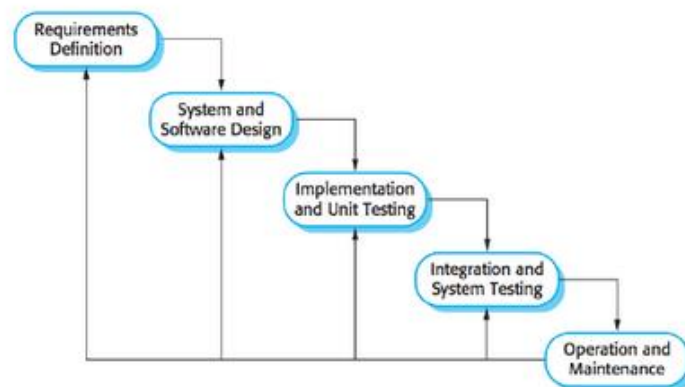 Requirements
Definition
System and
Software Design
Implementation
and Unit Testing
Integration and
System Testing
Operation and
Maintenance